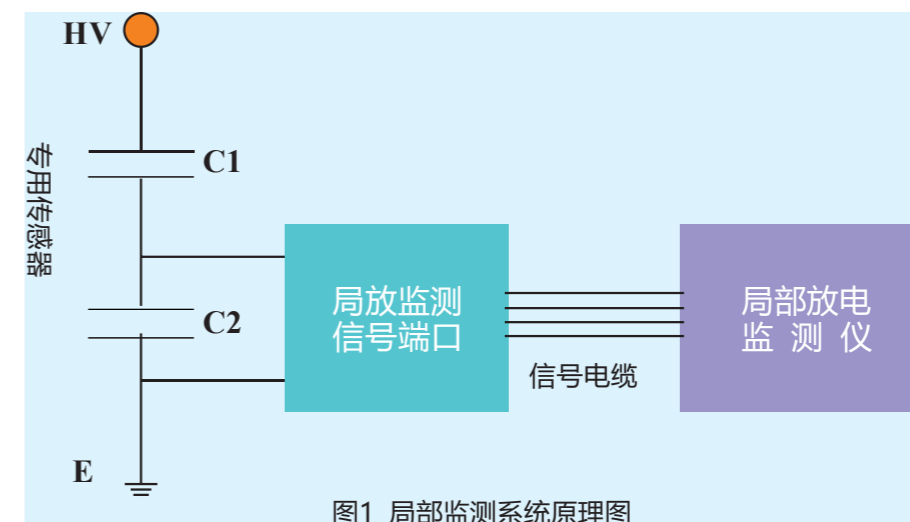 HV
专用传感器
C1
C2
局放监测
信号端口
局部放电
监 测 仪
信号电缆
E
图1 局部监测系统原理图